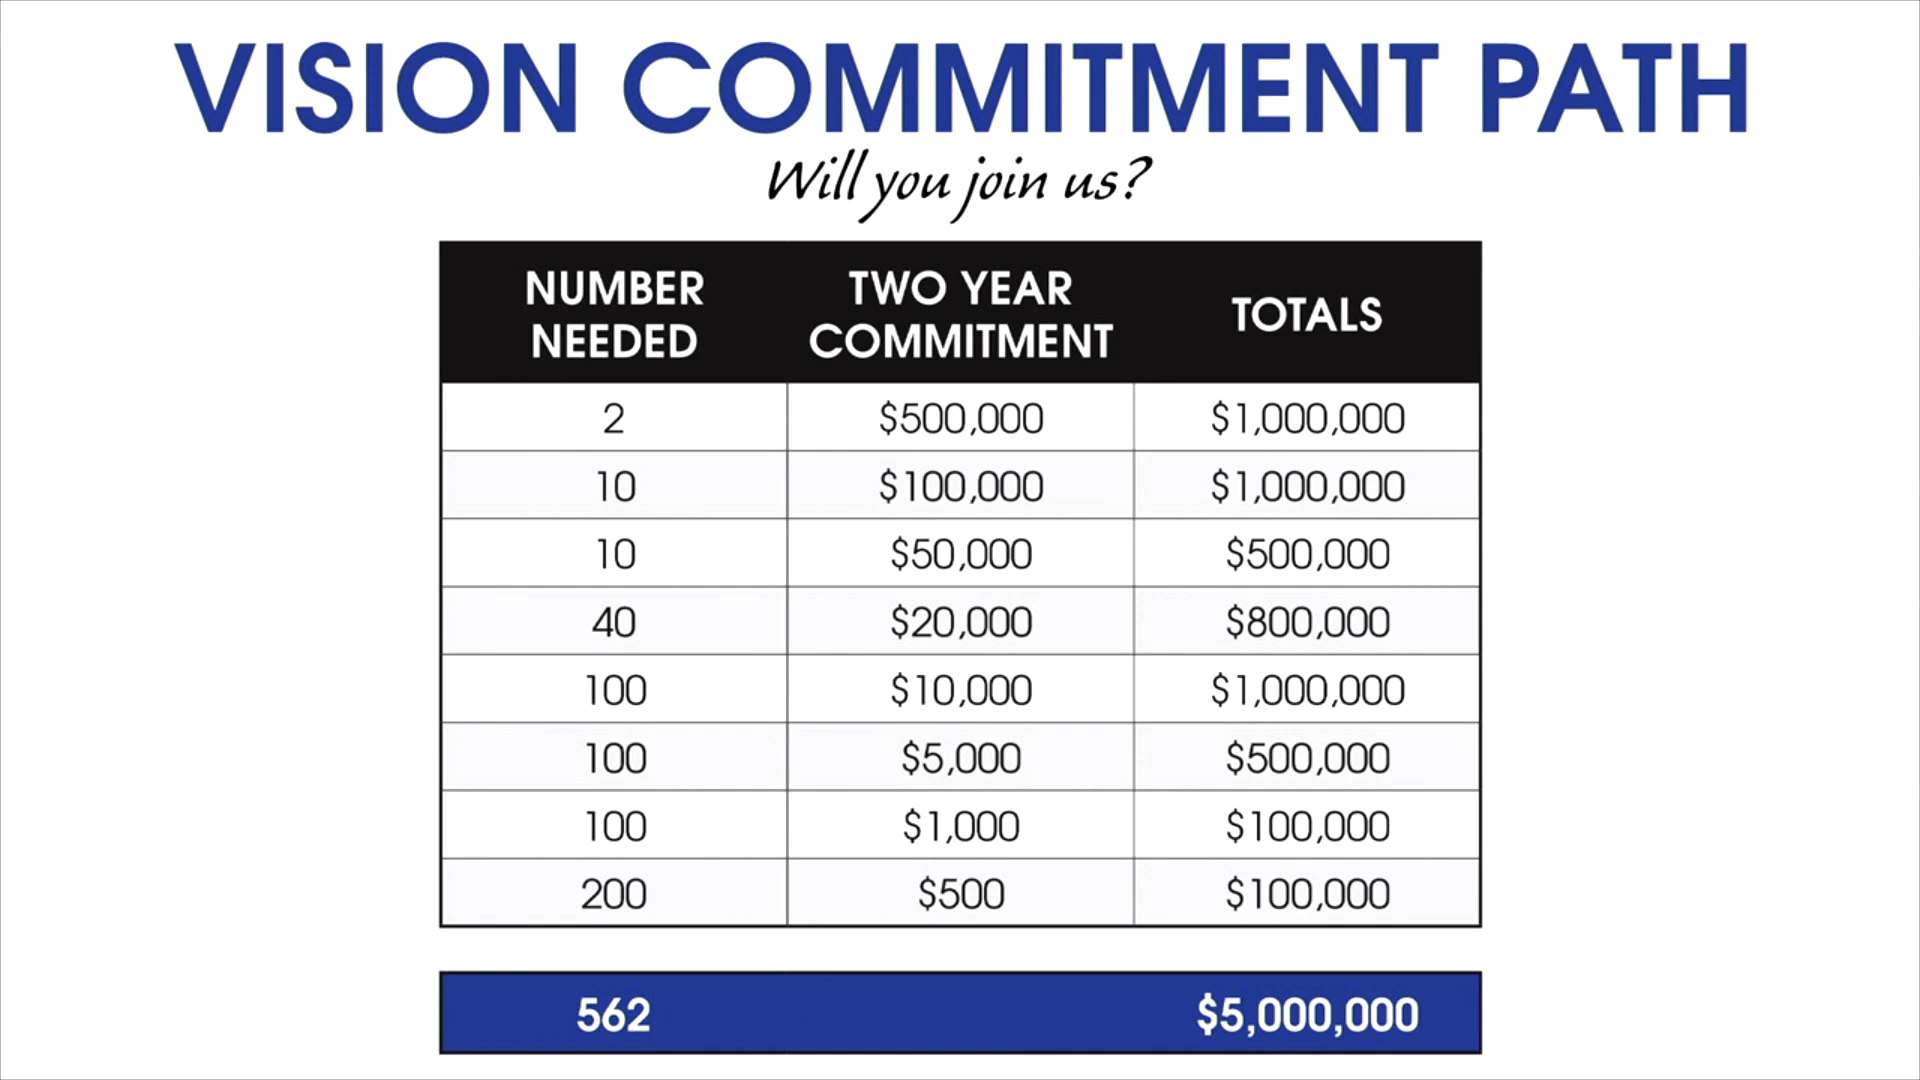 VISION COMMITMENT PATH
Will you join us?
NUMBER NEEDED TWO YEAR COMMITMENT TOTALS
2 $500,000 $1,000,000
10 $100,000 $1,000,000
10 $50,000 $500,000
40 $20,000 $800,000
100 $10,000 $1,000,000
100 $5,000 $500,000
100 $1,000 $100,000
200 $500 $100,000
562 $5,000,000